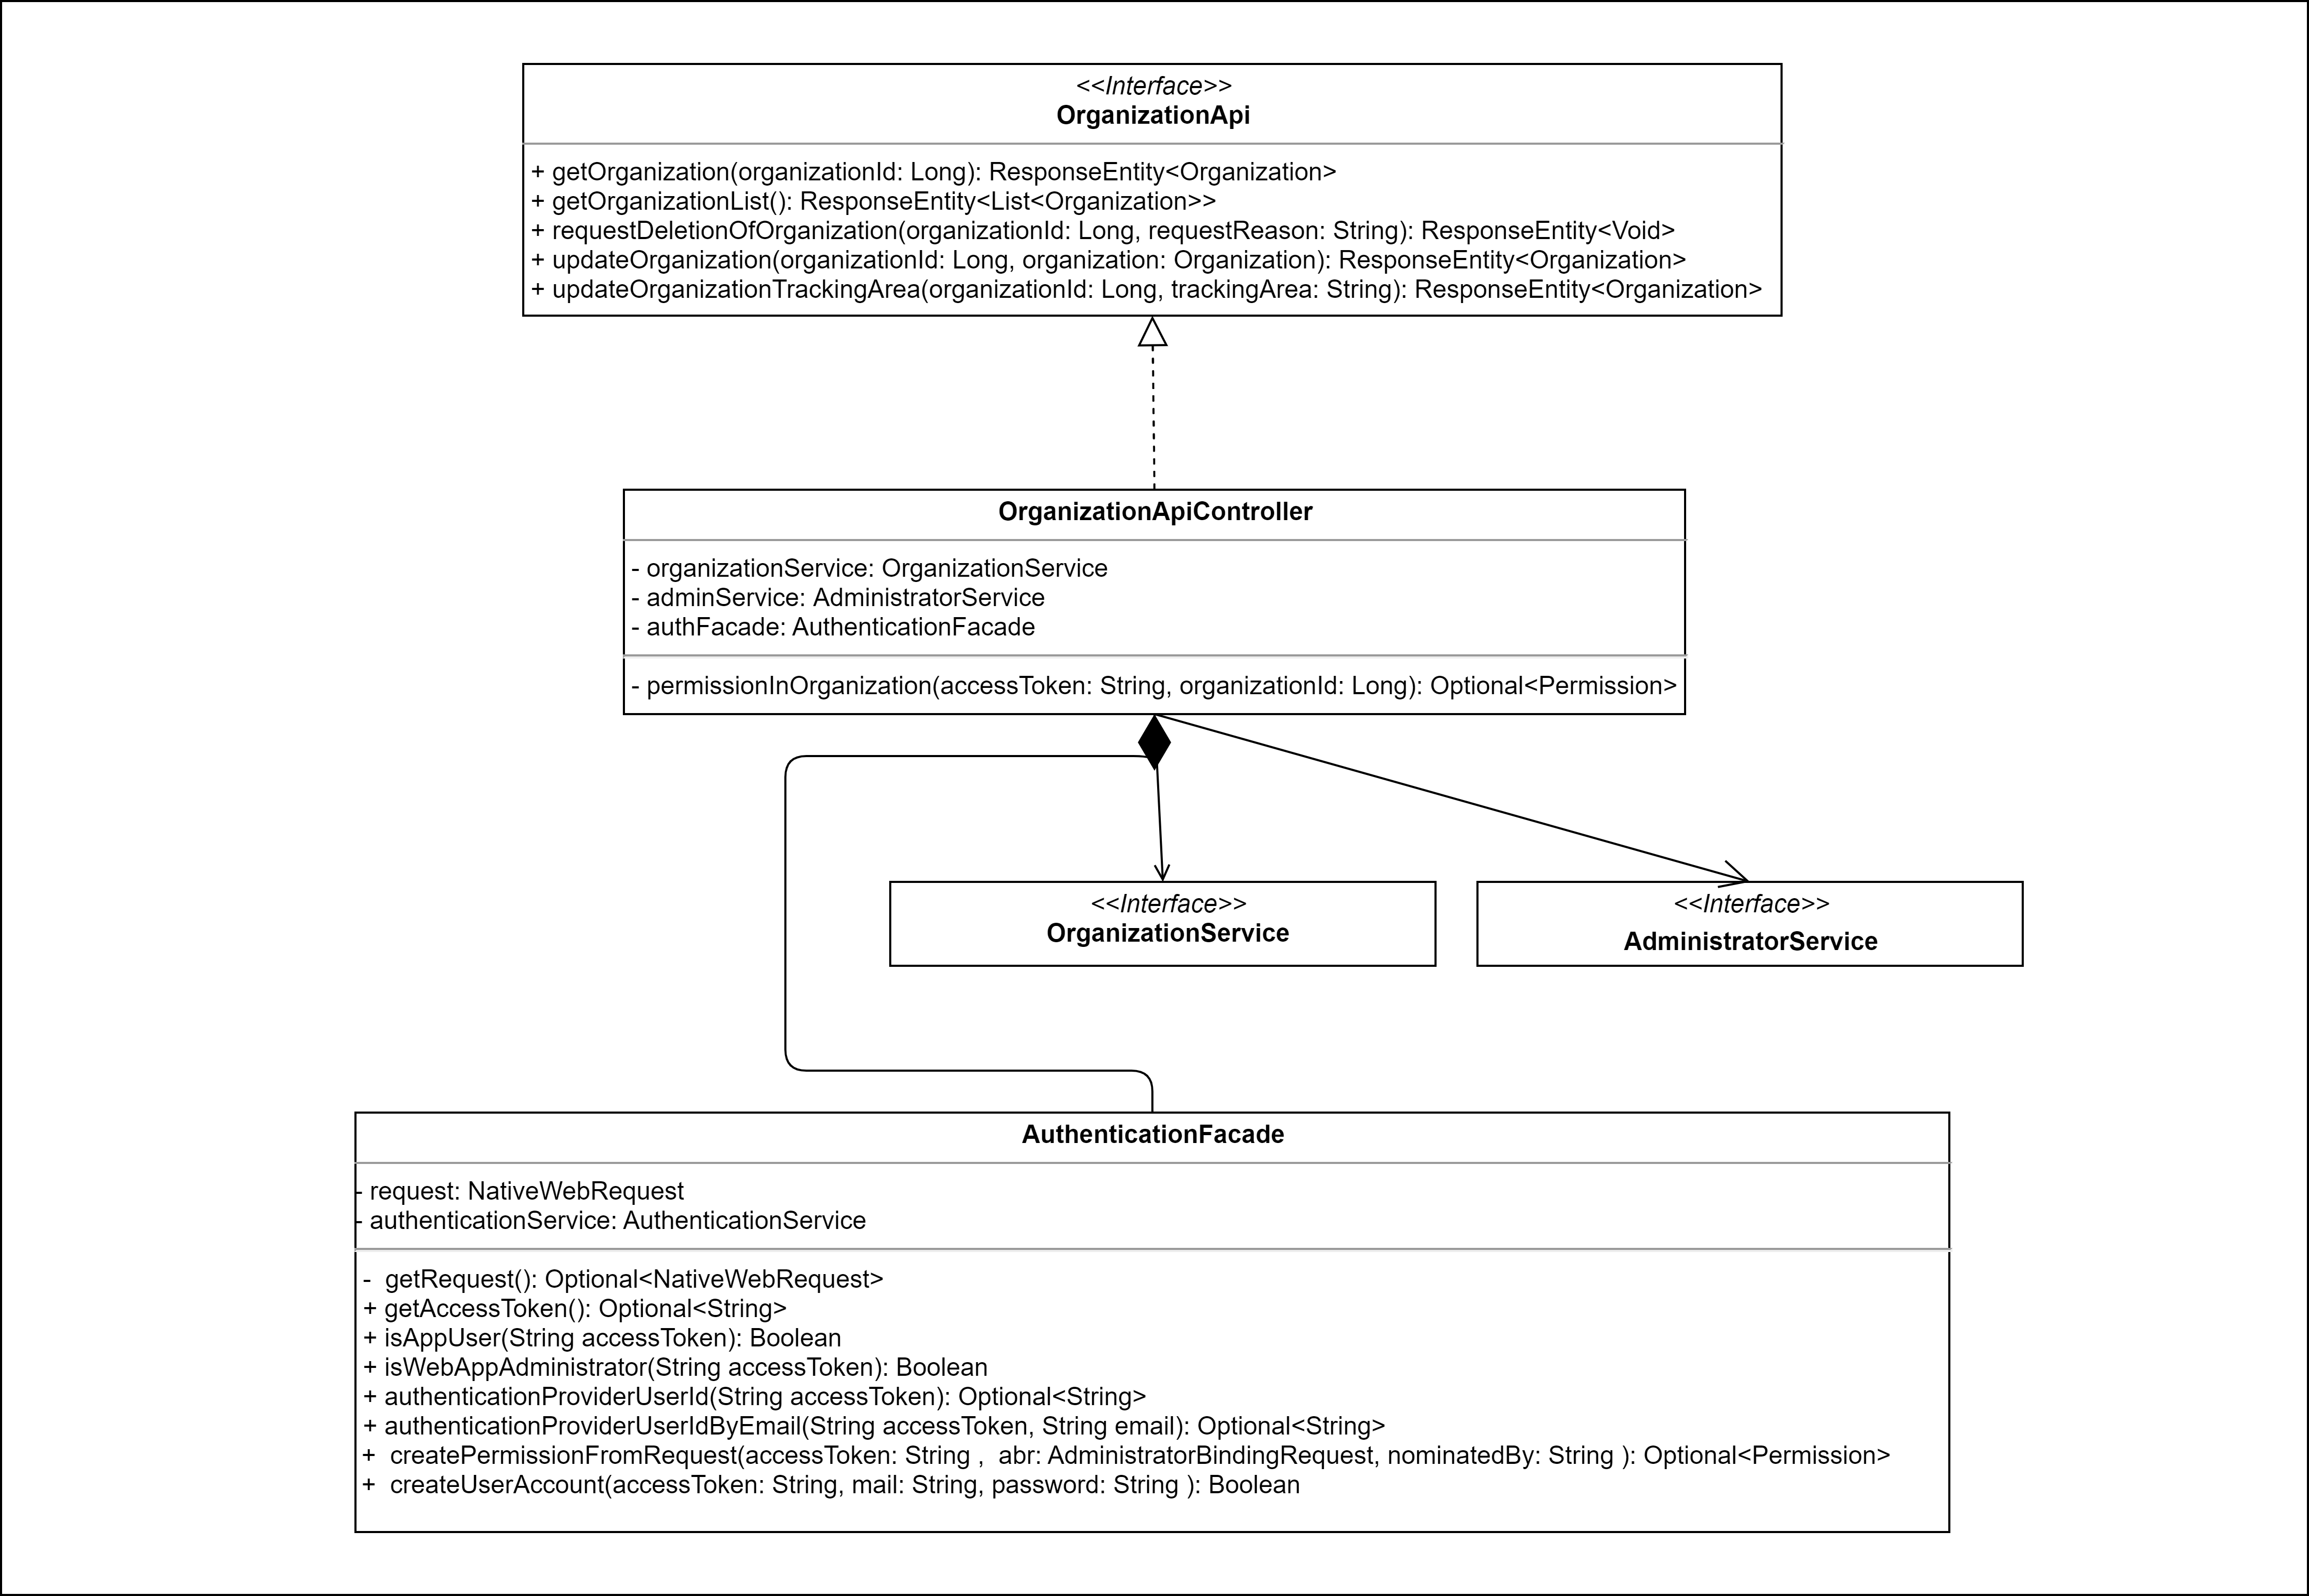 <<Interface>>
OrganizationApi
+ getOrganization(organizationId: Long): ResponseEntity<Organization>
+ getOrganizationList(): ResponseEntity<List<Organization>>
+ requestDeletionOfOrganization(organizationId: Long, requestReason: String): ResponseEntity<Void>
+ updateOrganization(organizationId: Long, organization: Organization): ResponseEntity<Organization>
+ updateOrganizationTrackingArea(organizationId: Long, trackingArea: String): ResponseEntity<Organization>
OrganizationApiController
- organizationService: OrganizationService
- adminService: AdministratorService
- authFacade: AuthenticationFacade
- permissionInOrganization(accessToken: String, organizationId: Long): Optional<Permission>
<<Interface>>
OrganizationService
<<Interface>>
AdministratorService
AuthenticationFacade
- request: NativeWebRequest
- authenticationService: AuthenticationService
-  getRequest(): Optional<NativeWebRequest>
+ getAccessToken(): Optional<String>
+ isAppUser(String accessToken): Boolean
+ isWebAppAdministrator(String accessToken): Boolean
+ authenticationProviderUserId(String accessToken): Optional<String>
+ authenticationProviderUserIdByEmail(String accessToken, String email): Optional<String>
+  createPermissionFromRequest(accessToken: String ,  abr: AdministratorBindingRequest, nominatedBy: String ): Optional<Permission>
+  createUserAccount(accessToken: String, mail: String, password: String ): Boolean